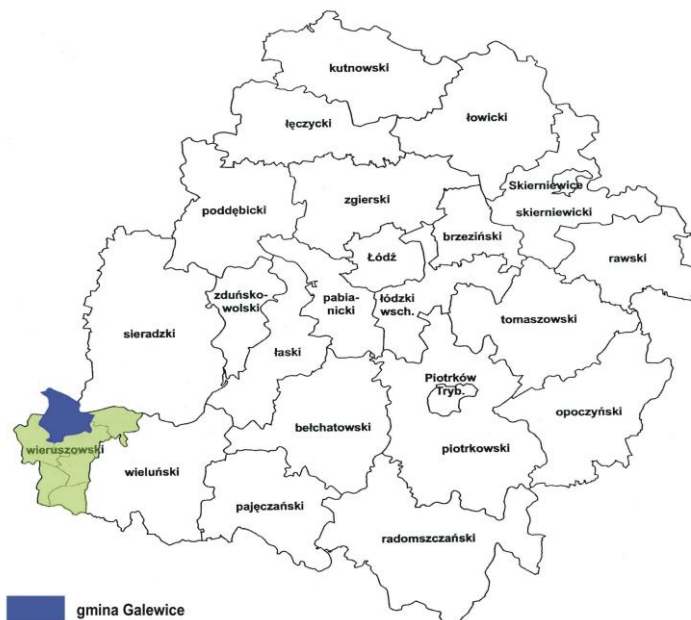 kutnowski
łęczycki
łowicki
Skierniewice
skierniewicki
poddębicki
zgierski
brzeziński
rawski
Łódź
zduńsko-
wolski
pabia-
nicki
łódzki
wsch.
tomaszowski
sieradzki
łaski
Piotrków
Tryb.
opoczyński
bełchatowski
piotrkowski
wieruszowski
wieluński
pajęczański
radomszczański
gmina Galewice